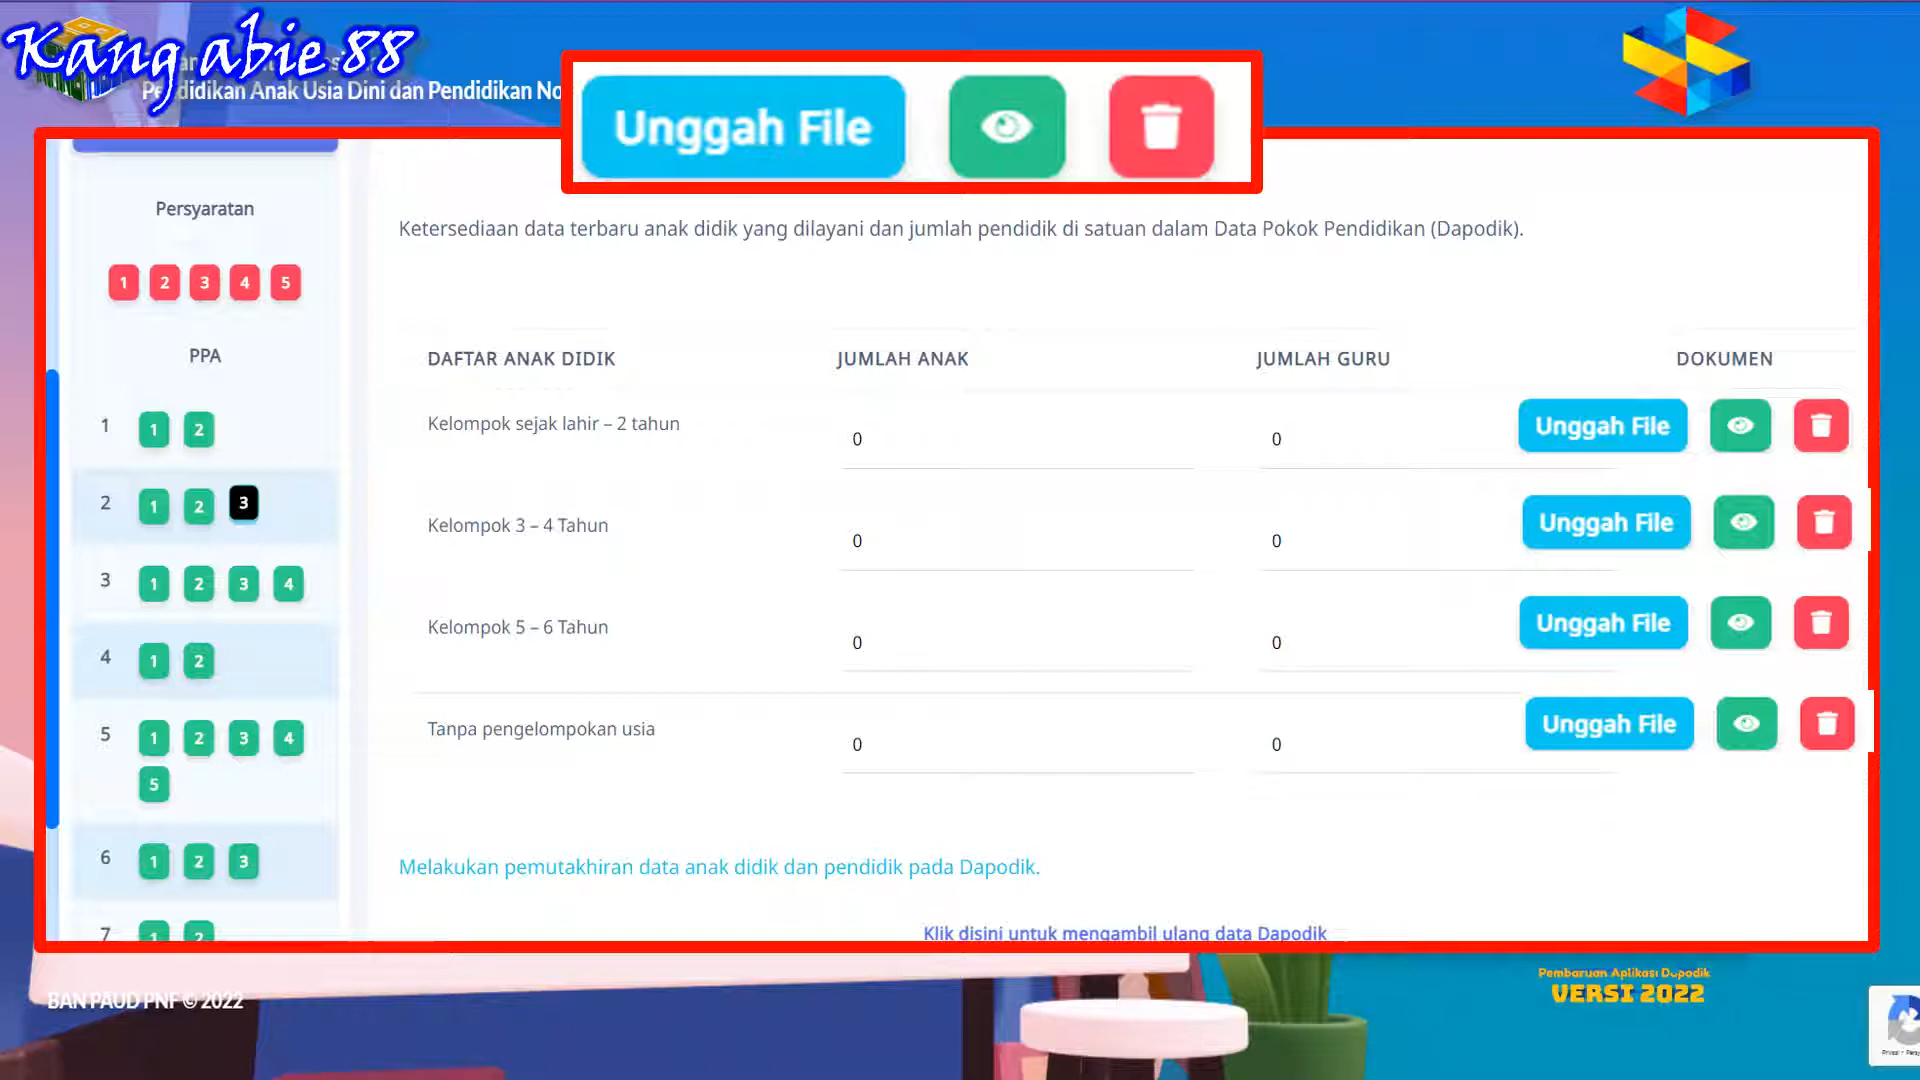 Kang abie 88
Pendidikan Anak Usia Dini dan Pendidikan No
Unggah File
Persyaratan
1 2 3 4 5
PPA
1 1 2
2 1 2 3
3 1 2 3 4
4 1 2
5 1 2 3 4
5
6 1 2 3
7 1 2
Ketersediaan data terbaru anak didik yang dilayani dan jumlah pendidik di satuan dalam Data Pokok Pendidikan (Dapodik).
DAFTAR ANAK DIDIK JUMLAH ANAK JUMLAH GURU DOKUMEN
Kelompok sejak lahir – 2 tahun 0 0 Unggah File
Kelompok 3 – 4 Tahun 0 0 Unggah File
Kelompok 5 – 6 Tahun 0 0 Unggah File
Tanpa pengelompokan usia 0 0 Unggah File
Melakukan pemutakhiran data anak didik dan pendidik pada Dapodik.
Klik disini untuk mengambil ulang data Dapodik
BAN PAUD PNF © 2022
Pembaruan Aplikasi Dapodik
VERSI 2022